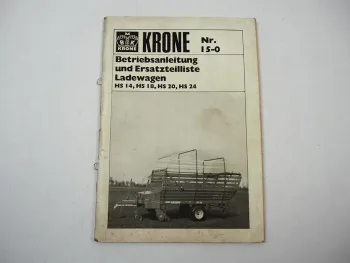 KRONE
KRONE
Nr.
15-0
Betriebsanleitung
und Ersatzteilliste
Ladewagen
HS 14, HS 18, HS 20, HS 24